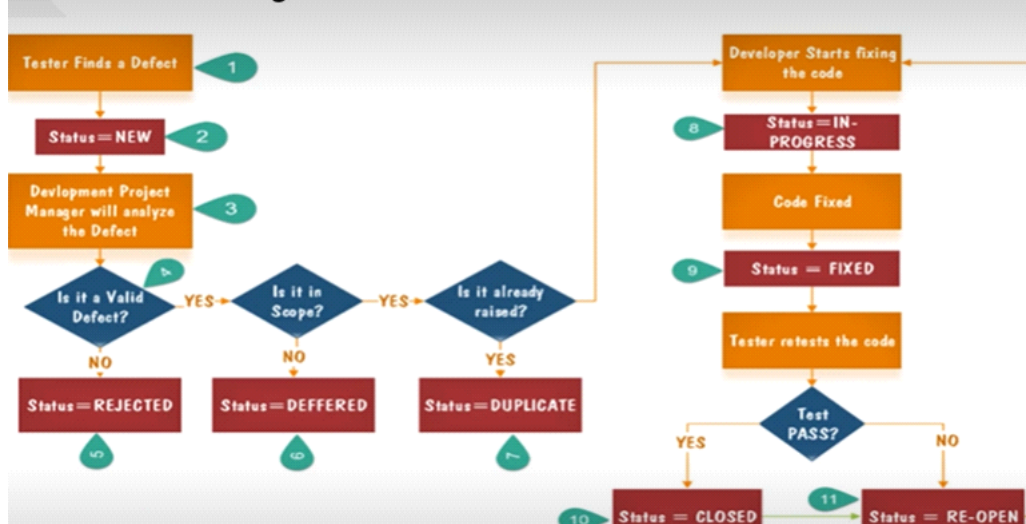 Tester Finds a Defect
1
Status=NEW
2
Devlopment Project
Manager will analyze
the Defect
3
4
Is it a Valid
Defect?
YES
Is it in
Scope?
YES
Is it already
raised?
NO
NO
YES
Status=REJECTED
Status=DEFFERED
Status=DUPLICATE
5
6
7
Developer Starts fixing
the code
8
Status=IN-
PROGRESS
Code Fixed
9
Status = FIXED
Tester retests the code
Test
PASS?
YES
NO
10
Status = CLOSED
11
Status = RE-OPEN